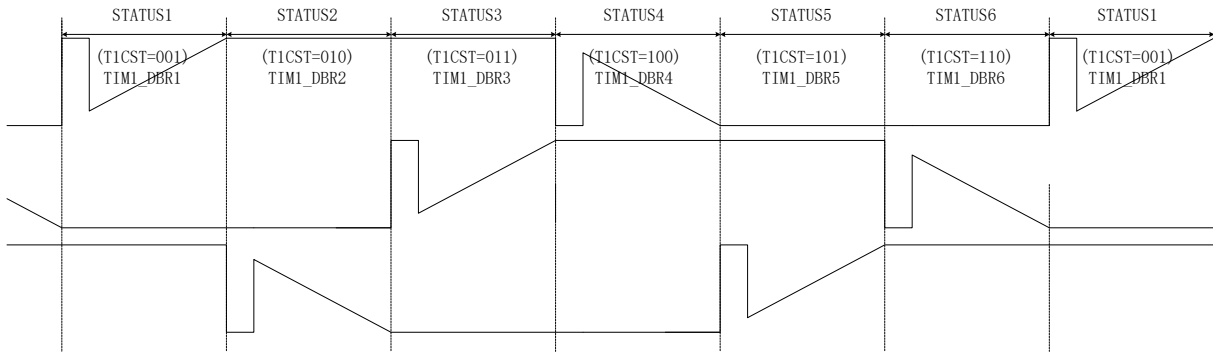 STATUS1 STATUS2 STATUS3 STATUS4 STATUS5 STATUS6 STATUS1
(T1CST=001) (T1CST=010) (T1CST=011) (T1CST=100) (T1CST=101) (T1CST=110) (T1CST=001)
TIM1_DBR1 TIM1_DBR2 TIM1_DBR3 TIM1_DBR4 TIM1_DBR5 TIM1_DBR6 TIM1_DBR1